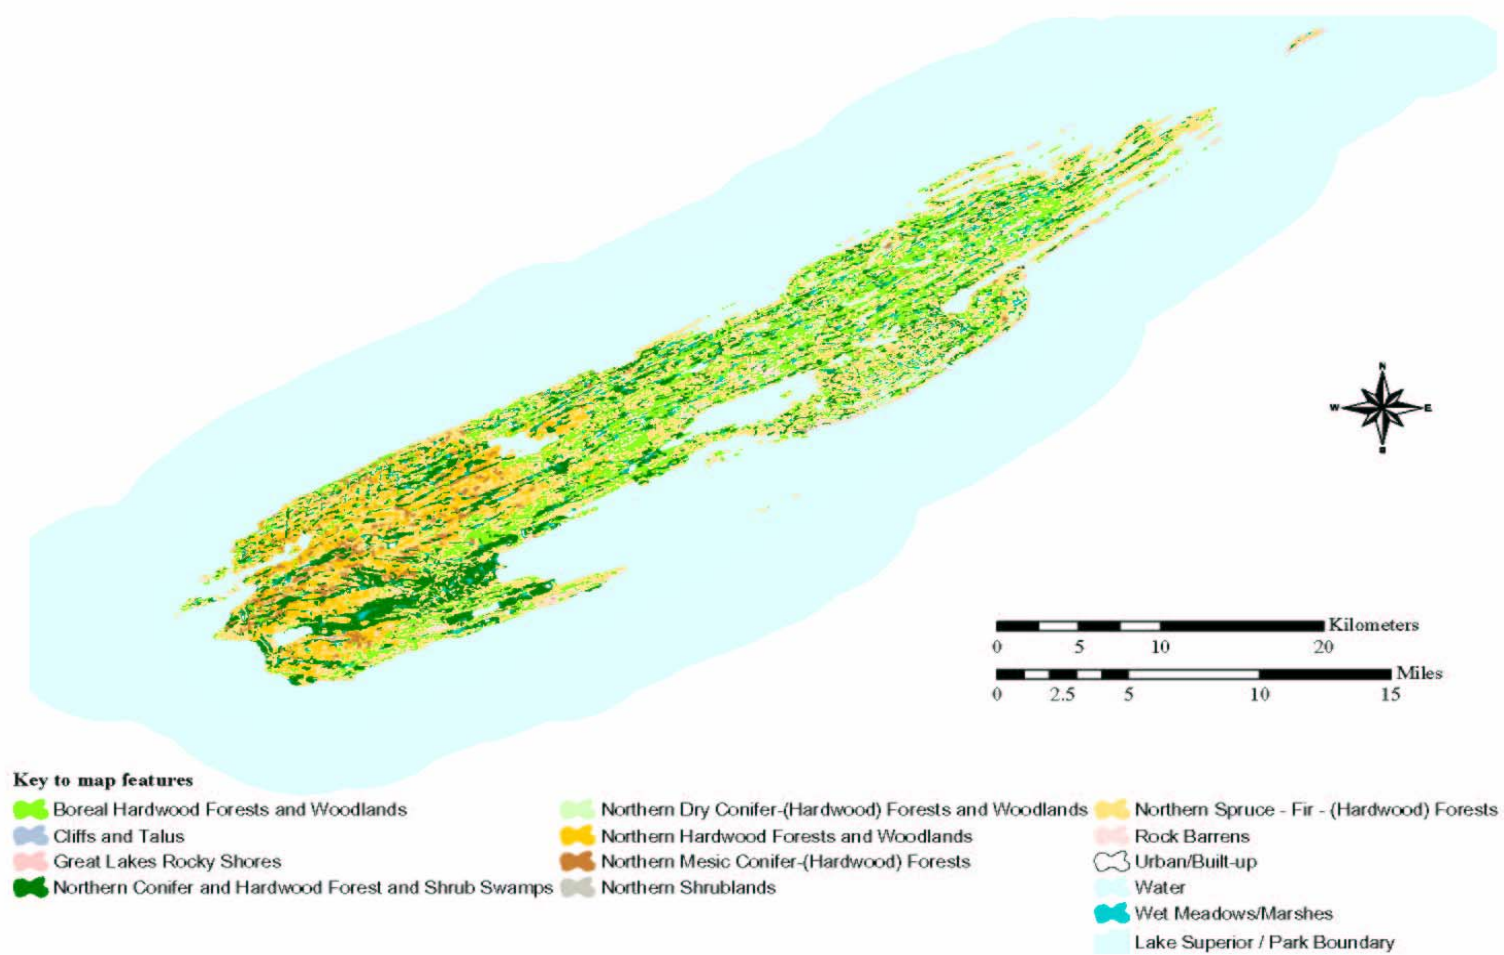 N
W E
S
Kilometers
0 5 10 20
Miles
0 2.5 5 10 15
Key to map features
Boreal Hardwood Forests and Woodlands
Cliffs and Talus
Great Lakes Rocky Shores
Northern Conifer and Hardwood Forest and Shrub Swamps
Northern Dry Conifer-(Hardwood) Forests and Woodlands
Northern Hardwood Forests and Woodlands
Northern Mesic Conifer-(Hardwood) Forests
Northern Shrublands
Northern Spruce - Fir - (Hardwood) Forests
Rock Barrens
Urban/Built-up
Water
Wet Meadows/Marshes
Lake Superior / Park Boundary